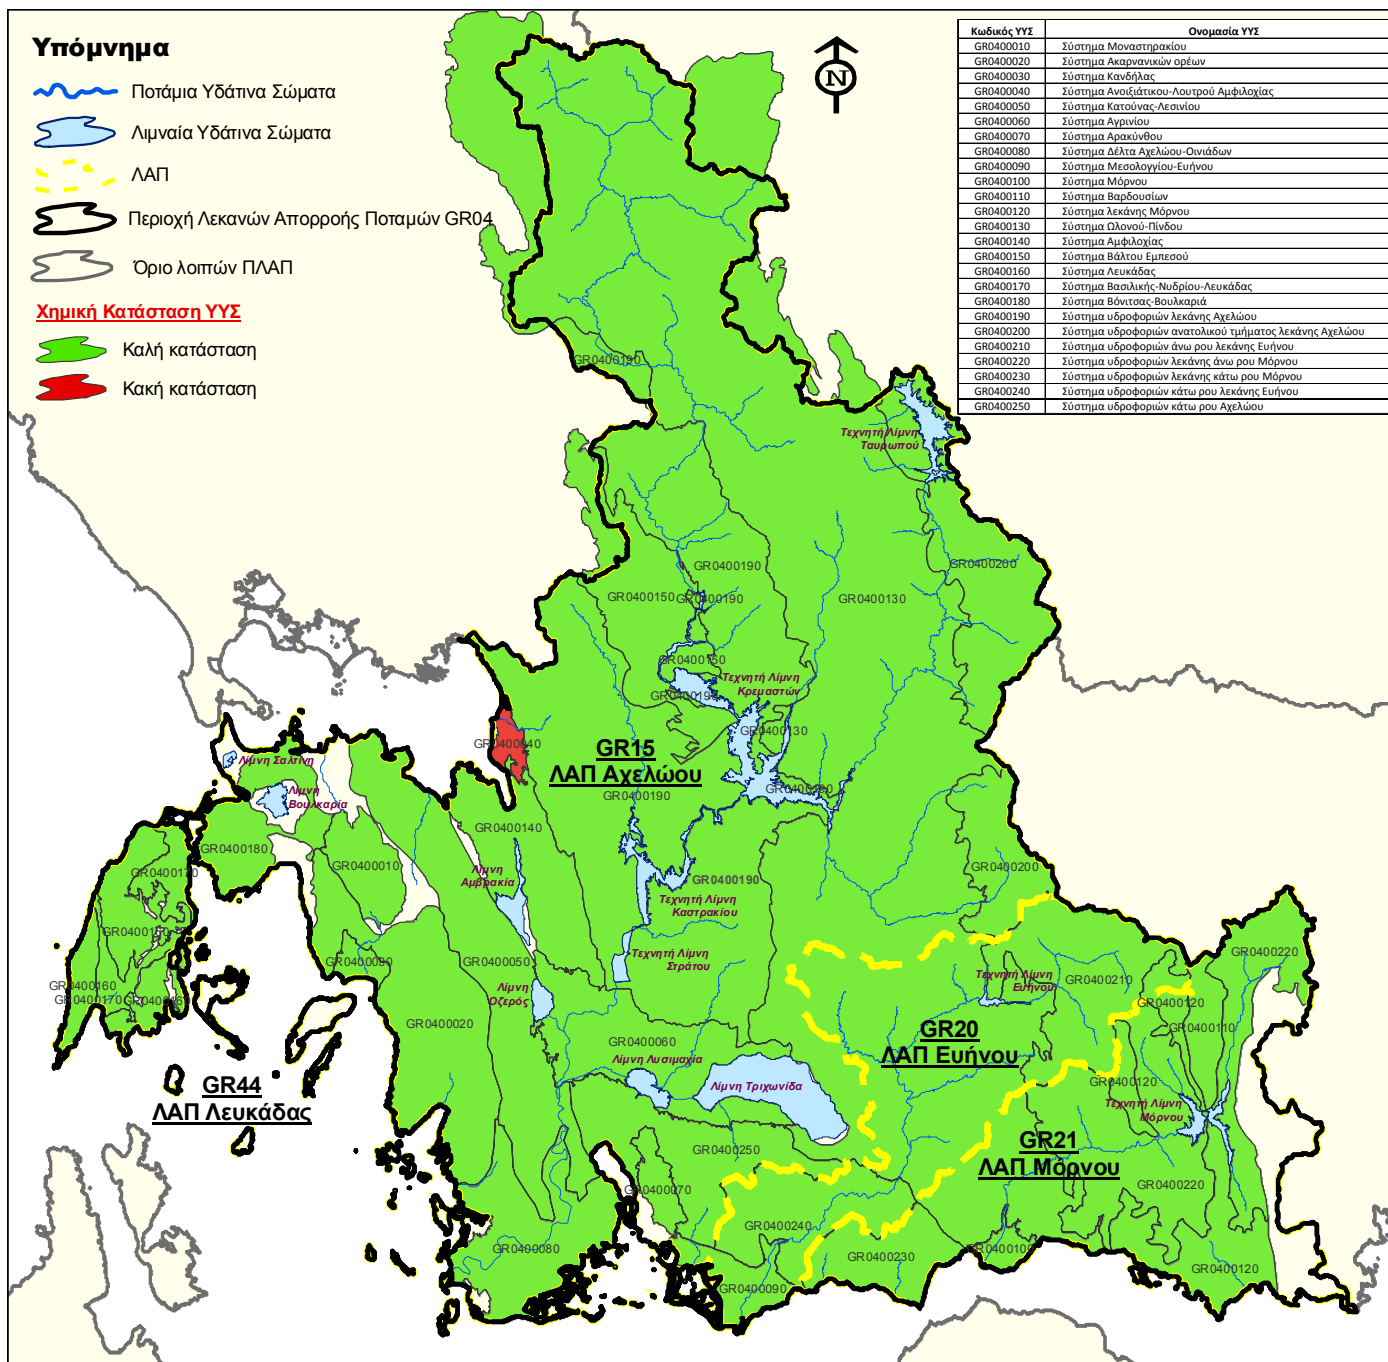 Υπόμνημα
Ποτάμια Υδάτινα Σώματα
Λιμναία Υδάτινα Σώματα
ΛΑΠ
Περιοχή Λεκανών Απορροής Ποταμών GR04
Όριο λοιπών ΠΛΑΠ
Χημική Κατάσταση ΥΥΣ
Καλή κατάσταση
Κακή κατάσταση
N
Κωδικός ΥΥΣ Ονομασία ΥΥΣ
GR0400010 Σύστημα Μοναστηρακίου
GR0400020 Σύστημα Ακαρνανικών ορέων
GR0400030 Σύστημα Κανδήλας
GR0400040 Σύστημα Ανοιξιάτικου-Λουτρού Αμφιλοχίας
GR0400050 Σύστημα Κατούνας-Λεσινίου
GR0400060 Σύστημα Αγρινίου
GR0400070 Σύστημα Αρακύνθου
GR0400080 Σύστημα Δέλτα Αχελώου-Οινιάδων
GR0400090 Σύστημα Μεσολογγίου-Ευήνου
GR0400100 Σύστημα Μόρνου
GR0400110 Σύστημα Βαρδουσίων
GR0400120 Σύστημα λεκάνης Μόρνου
GR0400130 Σύστημα Ωλονού-Πίνδου
GR0400140 Σύστημα Αμφιλοχίας
GR0400150 Σύστημα Βάλτου Εμπεσού
GR0400160 Σύστημα Λευκάδας
GR0400170 Σύστημα Βασιλικής-Νυδρίου-Λευκάδας
GR0400180 Σύστημα Βόνιτσας-Βουλκαριά
GR0400190 Σύστημα υδροφοριών λεκάνης Αχελώου
GR0400200 Σύστημα υδροφοριών ανατολικού τμήματος λεκάνης Αχελώου
GR0400210 Σύστημα υδροφοριών άνω ρου λεκάνης Ευήνου
GR0400220 Σύστημα υδροφοριών λεκάνης άνω ρου Μόρνου
GR0400230 Σύστημα υδροφοριών λεκάνης κάτω ρου Μόρνου
GR0400240 Σύστημα υδροφοριών κάτω ρου λεκάνης Ευήνου
GR0400250 Σύστημα υδροφοριών κάτω ρου Αχελώου
GR0400190
Τεχνητή Λίμνη
Ταυρωπού
GR0400190
GR0400200
GR0400150
GR0400190
GR0400130
GR0400150
Τεχνητή Λίμνη
Κρεμαστών
GR0400190
GR0400130
GR0400040
GR15
ΛΑΠ Αχελώου
Λίμνη Σαλτίνη
Λίμνη
Βουλκαρία
GR0400190
GR0400190
GR0400140
GR0400180
GR0400010
GR0400170
Λίμνη
Αμβρακία
GR0400190
GR0400200
Τεχνητή Λίμνη
Καστρακίου
GR0400160
GR0400030
GR0400050
Τεχνητή Λίμνη
Στράτου
GR0400220
Τεχνητή Λίμνη
Ευήνου
GR0400210
GR0400160
GR0400170
GR0400160
Λίμνη
Οζερός
GR0400120
GR0400110
GR0400020
GR20
ΛΑΠ Ευήνου
GR0400060
Λίμνη Λυσιμαχία
Λίμνη Τριχωνίδα
GR44
ΛΑΠ Λευκάδας
GR0400120
Τεχνητή Λίμνη
Μόρνου
GR21
ΛΑΠ Μόρνου
GR0400250
GR0400070
GR0400220
GR0400240
GR0400080
GR0400230
GR0400100
GR0400120
GR0400090